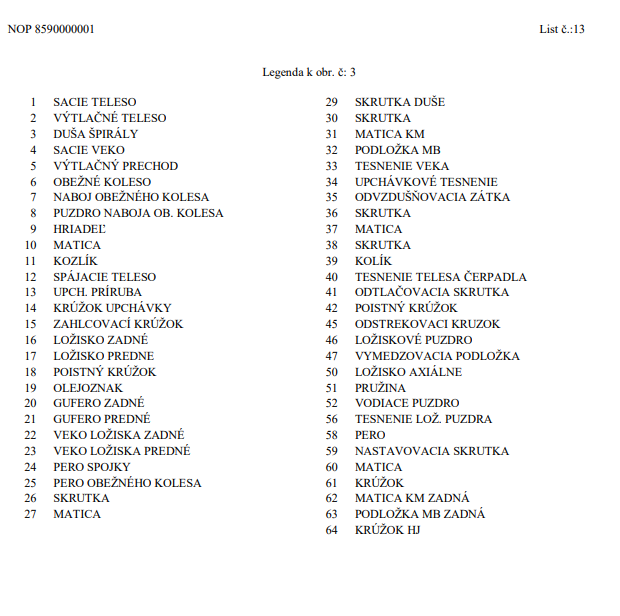 NOP 8590000001 List č.:13
Legenda k obr. č: 3
1 SACIE TELESO
2 VÝTLAČNÉ TELESO
3 DUŠA ŠPIRÁLY
4 SACIE VEKO
5 VÝTLAČNÝ PRECHOD
6 OBEŽNÉ KOLESO
7 NABOJ OBEŽNÉHO KOLESA
8 PUZDRO NABOJA OB. KOLESA
9 HRIADEĽ
10 MATICA
11 KOZLÍK
12 SPÁJACIE TELESO
13 UPCH. PRÍRUBA
14 KRÚŽOK UPCHÁVKY
15 ZAHLCOVACÍ KRÚŽOK
16 LOŽISKO ZADNÉ
17 LOŽISKO PREDNE
18 POISTNÝ KRÚŽOK
19 OLEJOZNAK
20 GUFERO ZADNÉ
21 GUFERO PREDNÉ
22 VEKO LOŽISKA ZADNÉ
23 VEKO LOŽISKA PREDNÉ
24 PERO SPOJKY
25 PERO OBEŽNÉHO KOLESA
26 SKRUTKA
27 MATICA
29 SKRUTKA DUŠE
30 SKRUTKA
31 MATICA KM
32 PODLOŽKA MB
33 TESNENIE VEKA
34 UPCHÁVKOVÉ TESNENIE
35 ODVZDUŠŇOVACIA ZÁTKA
36 SKRUTKA
37 MATICA
38 SKRUTKA
39 KOLÍK
40 TESNENIE TELESA ČERPADLA
41 ODTLAČOVACIA SKRUTKA
42 POISTNÝ KRÚŽOK
45 ODSTREKOVACI KRUZOK
46 LOŽISKOVÉ PUZDRO
47 VYMEDZOVACIA PODLOŽKA
50 LOŽISKO AXIÁLNE
51 PRUŽINA
52 VODIACE PUZDRO
56 TESNENIE LOŽ. PUZDRA
58 PERO
59 NASTAVOVACIA SKRUTKA
60 MATICA
61 KRÚŽOK
62 MATICA KM ZADNÁ
63 PODLOŽKA MB ZADNÁ
64 KRÚŽOK HJ